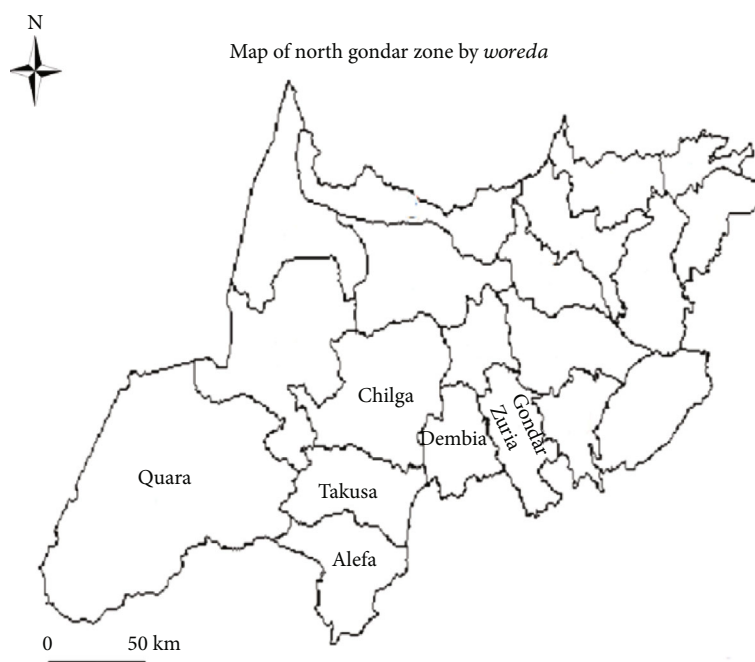 N
Map of north gondar zone by woreda
Chilga
Gondar
Zuria
Dembia
Quara
Takusa
Alefa
0 50 km